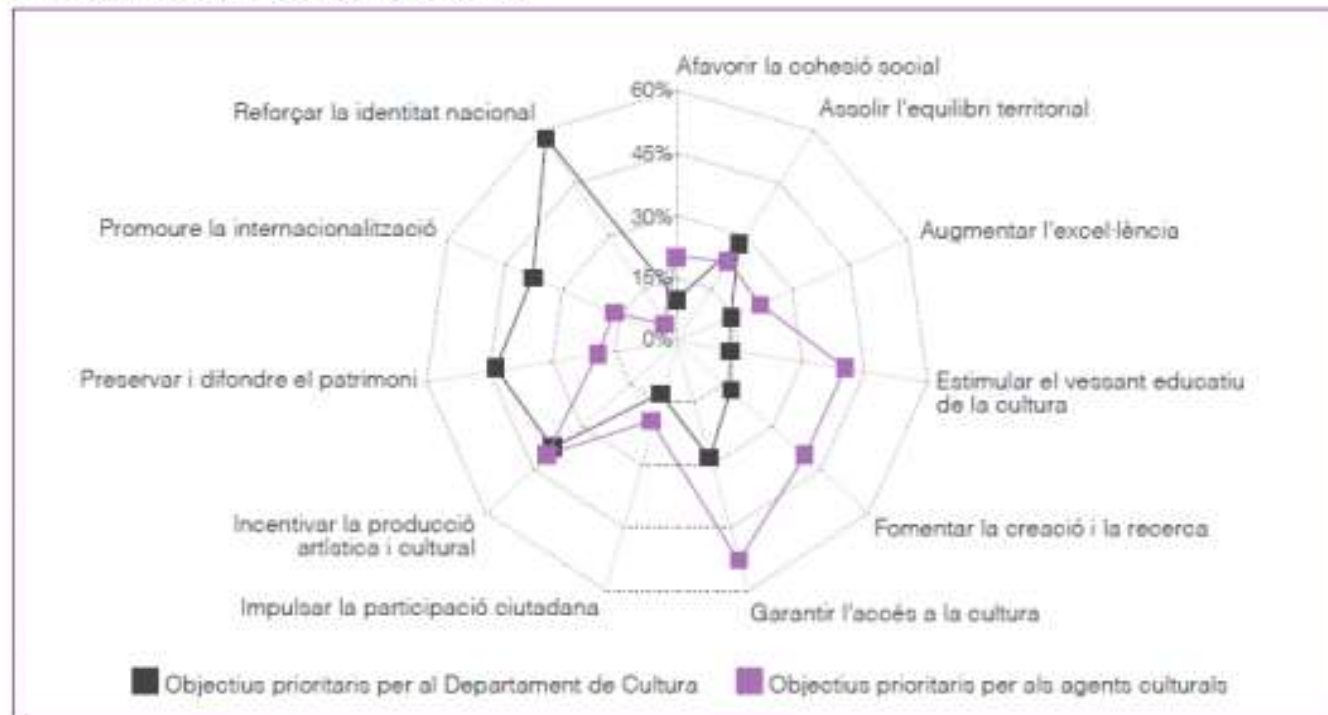 Afavorir la cohesió social
60%
Reforçar la identitat nacional
Assolir l'equilibri territorial
45%
Promoure la internacionalització
30%
Augmentar l'excel·lència
15%
0%
Preservar i difondre el patrimoni
Estimular el vessant educatiu
de la cultura
Incentivar la producció
artística i cultural
Fomentar la creació i la recerca
Impulsar la participació ciutadana
Garantir l'accés a la cultura
Objectius prioritaris per al Departament de Cultura
Objectius prioritaris per als agents culturals